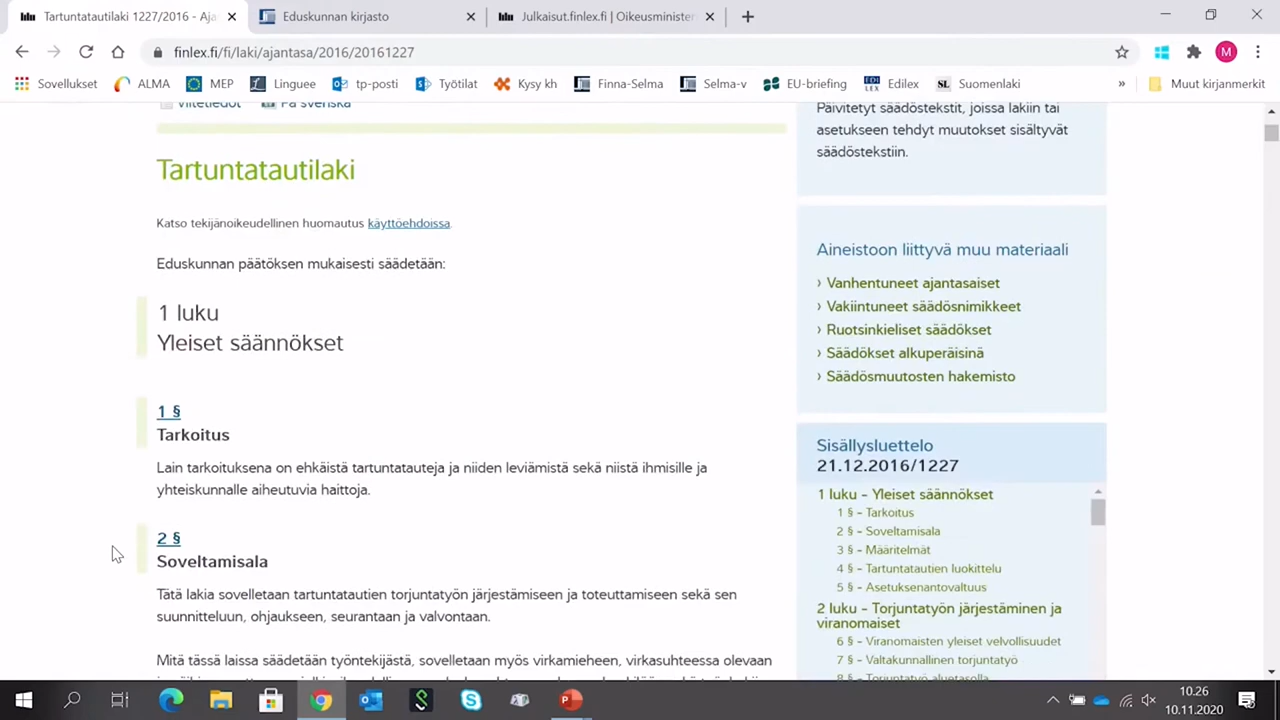 Tartuntatautilaki 1227/2016 - Aja
Eduskunnan kirjasto
Julkaisut.finlex.fi | Oikeusminister
finlex.fi/fi/laki/ajantasa/2016/20161227
M
Sovellukset
ALMA
MEP
Linguee
tp-posti
Työtilat
Kysy kh
Finna-Selma
Selma-v
EU-briefing
EDI LEX
Edilex
SL
Suomenlaki
»
Muut kirjanmerkit
Viitetiedot
På svenska
Tartuntatautilaki
Katso tekijänoikeudellinen huomautus käyttöehdoissa.
Eduskunnan päätöksen mukaisesti säädetään:
1 luku
Yleiset säännökset
1 §
Tarkoitus
Lain tarkoituksena on ehkäistä tartuntatauteja ja niiden leviämistä sekä niistä ihmisille ja
yhteiskunnalle aiheutuvia haittoja.
2 §
Soveltamisala
Tätä lakia sovelletaan tartuntatautien torjuntatyön järjestämiseen ja toteuttamiseen sekä sen
suunnitteluun, ohjaukseen, seurantaan ja valvontaan.
Mitä tässä laissa säädetään työntekijästä, sovelletaan myös virkamieheen, virkasuhteessa olevaan
Päivitetyt säädöstekstit, joissa lakiin tai
asetukseen tehdyt muutokset sisältyvät
säädöstekstiin.
Aineistoon liittyvä muu materiaali
› Vanhentuneet ajantasaiset
› Vakiintuneet säädösnimikkeet
› Ruotsinkieliset säädökset
› Säädökset alkuperäisinä
› Säädösmuutosten hakemisto
Sisällysluettelo
21.12.2016/1227
1 luku - Yleiset säännökset
1 § - Tarkoitus
2 § - Soveltamisala
3 § - Määritelmät
4 § - Tartuntatautien luokittelu
5 § - Asetuksenantovaltuus
2 luku - Torjuntatyön järjestäminen ja
viranomaiset
6 § - Viranomaisten yleiset velvollisuudet
7 § - Valtakunnallinen torjuntatyö
8 § - Torjuntatyö aluetasolla
10.26
10.11.2020